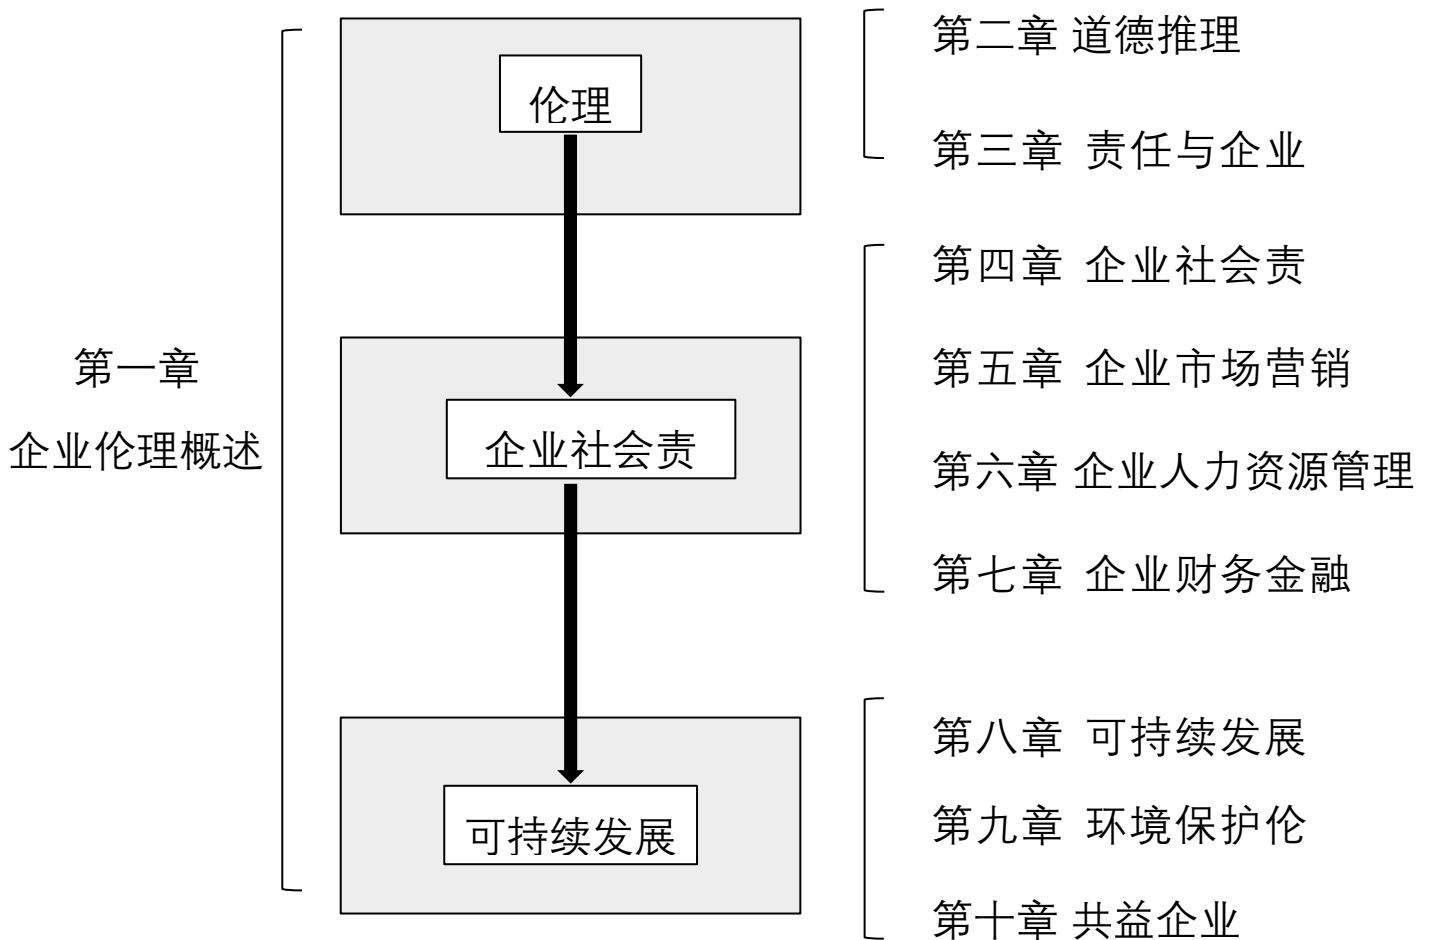 第一章
企业伦理概述
伦理
企业社会责
可持续发展
第二章 道德推理
第三章 责任与企业
第四章 企业社会责
第五章 企业市场营销
第六章 企业人力资源管理
第七章 企业财务金融
第八章 可持续发展
第九章 环境保护伦
第十章 共益企业